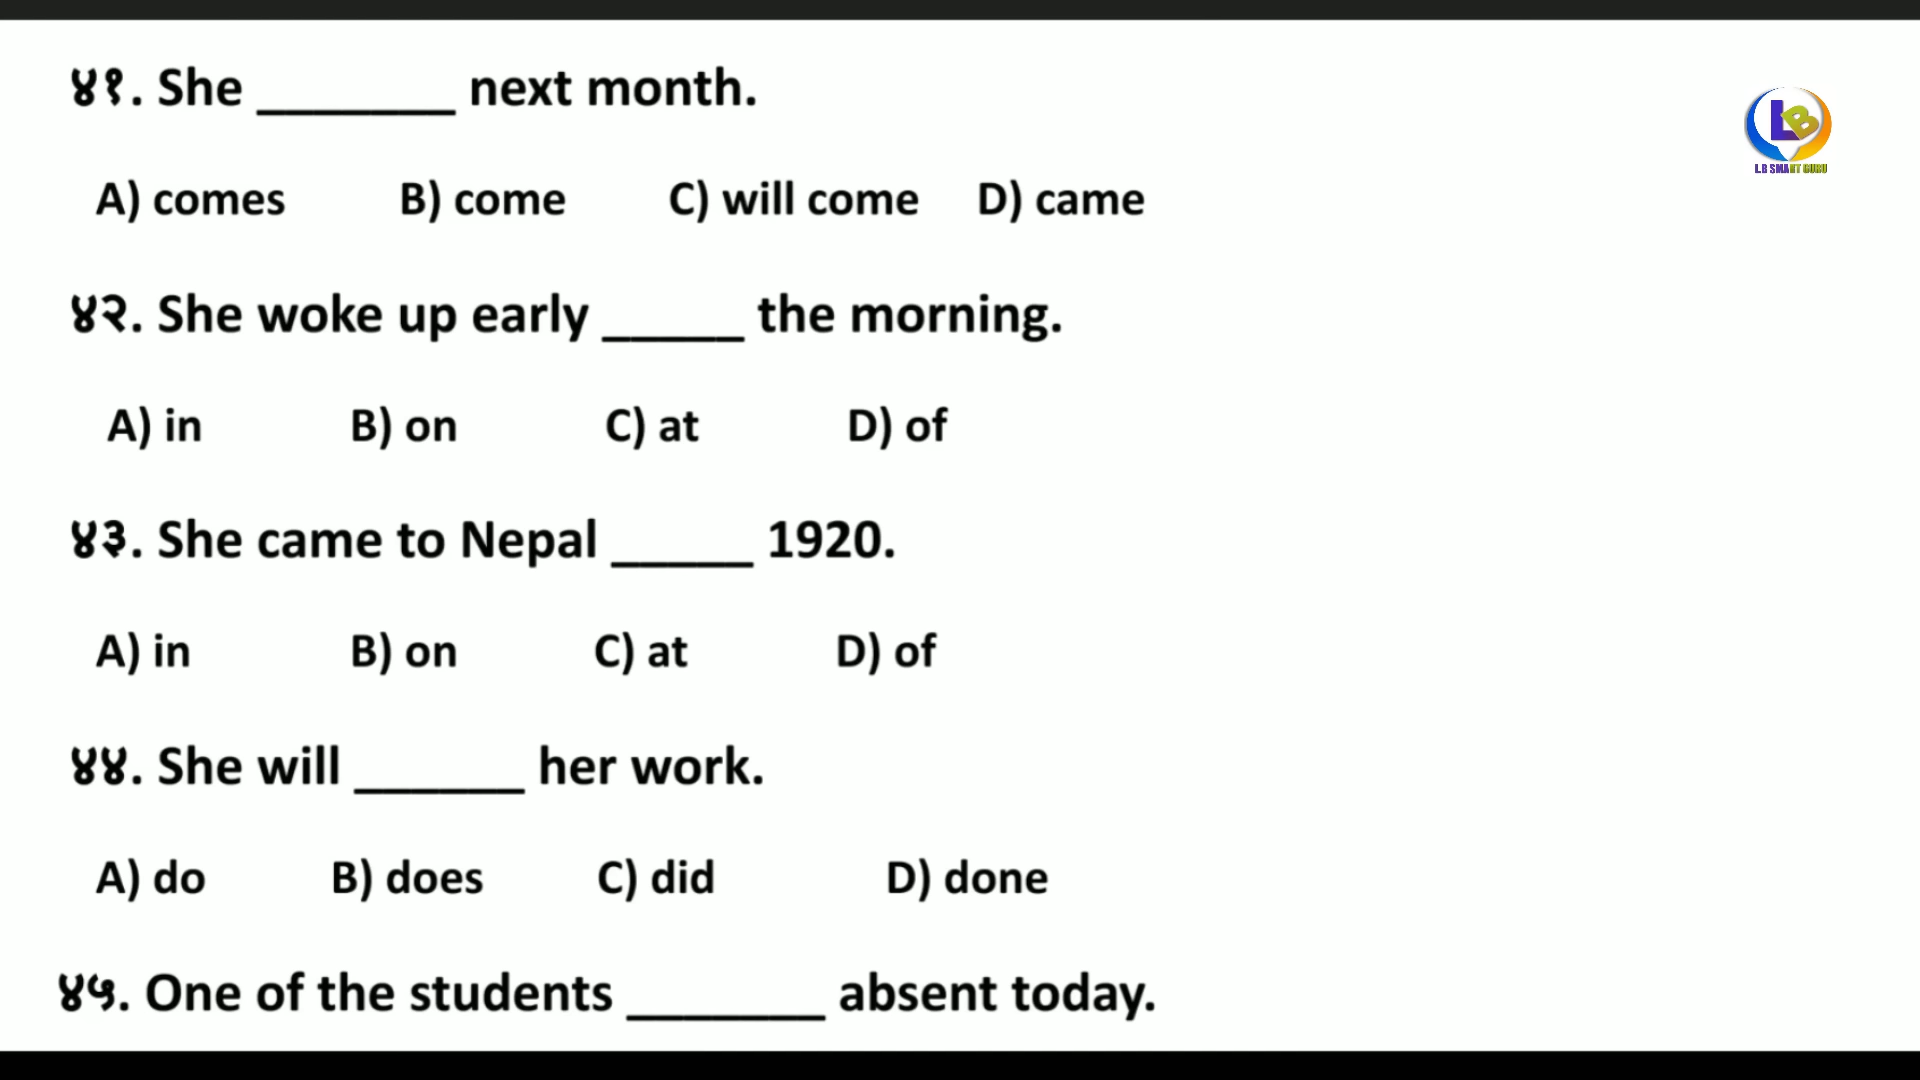 ४१. She _______ next month.
L B
L.B SMART GURU
A) comes B) come C) will come D) came
४२. She woke up early _____ the morning.
A) in B) on C) at D) of
४३. She came to Nepal _____ 1920.
A) in B) on C) at D) of
४४. She will ______ her work.
A) do B) does C) did D) done
४५. One of the students _______ absent today.